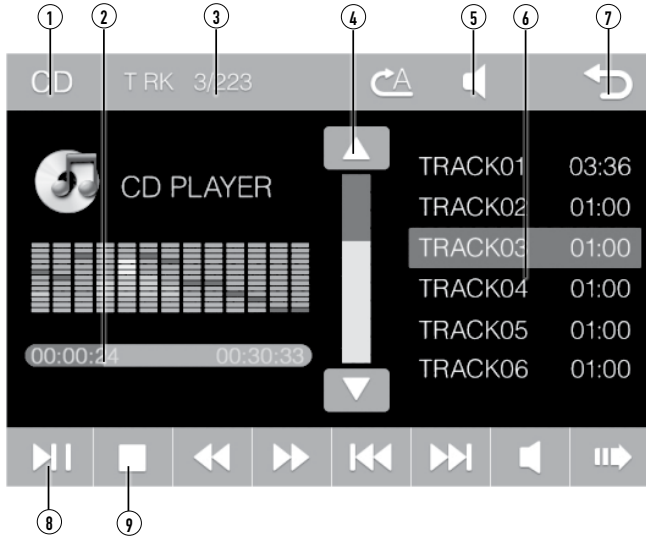 1 2 3 4 5 6 7
CD TRK 3/223 A
CD PLAYER
TRACK01 03:36
TRACK02 01:00
TRACK03 01:00
TRACK04 01:00
TRACK05 01:00
TRACK06 01:00
00:00:24 00:30:33
8 9